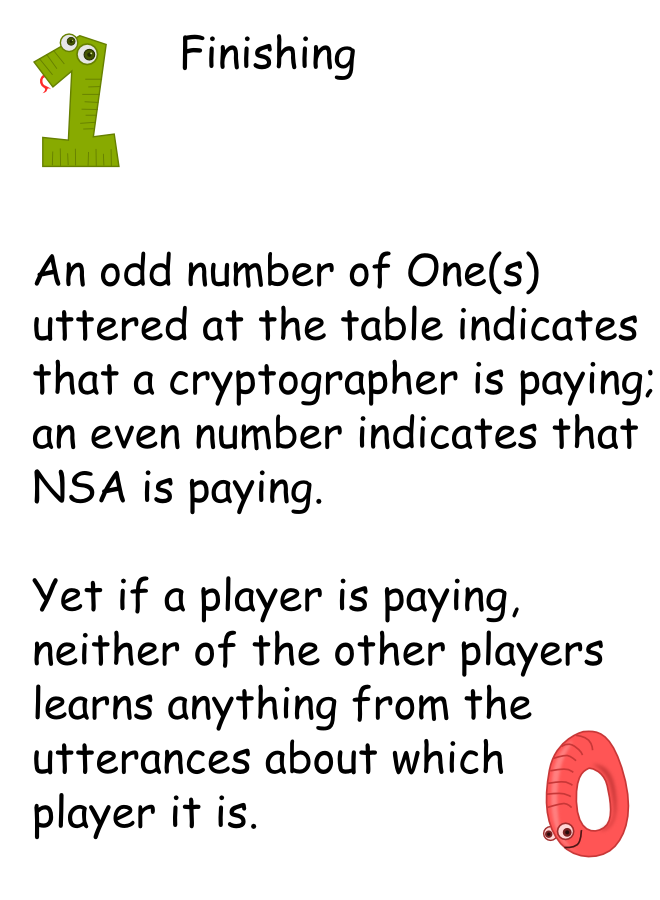 Finishing
An odd number of One(s)
uttered at the table indicates
that a cryptographer is paying;
an even number indicates that
NSA is paying.
Yet if a player is paying,
neither of the other players
learns anything from the
utterances about which
player it is.